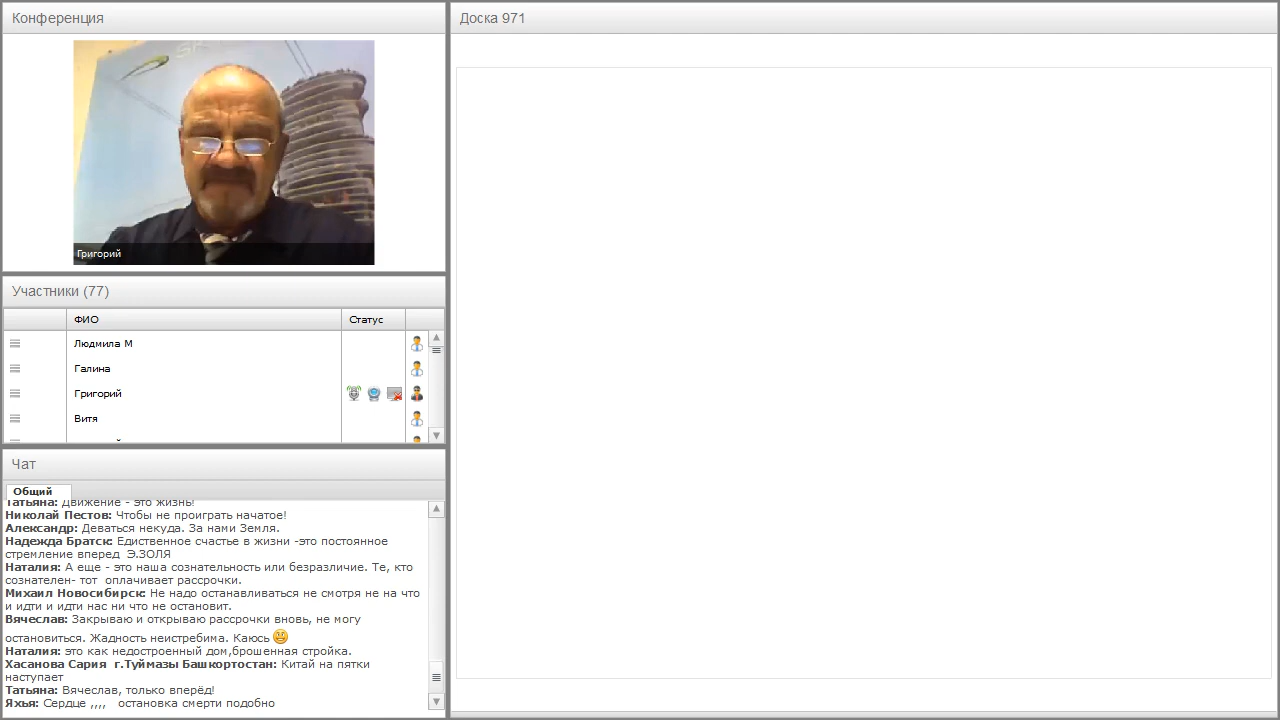 Конференция
Григорий
Участники (77)
ФИО
Статус
Людмила М
Галина
Григорий
Витя
Чат
Общий
Татьяна: Движение - это жизнь!
Николай Пестов: Чтобы не проиграть начатое!
Александр: Деваться некуда. За нами Земля.
Надежда Братск: Едиственное счастье в жизни -это постоянное
стремление вперед  Э.ЗОЛЯ
Наталия: А еще - это наша сознательность или безразличие. Те, кто
сознателен- тот  оплачивает рассрочки.
Михаил Новосибирск: Не надо останавливаться не смотря не на что
и идти и идти нас ни что не остановит.
Вячеслав: Закрываю и открываю рассрочки вновь, не могу
остановиться. Жадность неистребима. Каюсь
Наталия: это как недостроенный дом,брошенная стройка.
Хасанова Сария  г.Туймазы Башкортостан: Китай на пятки
наступает
Татьяна: Вячеслав, только вперёд!
Яхья: Сердце ,,,,   остановка смерти подобно
Доска 971